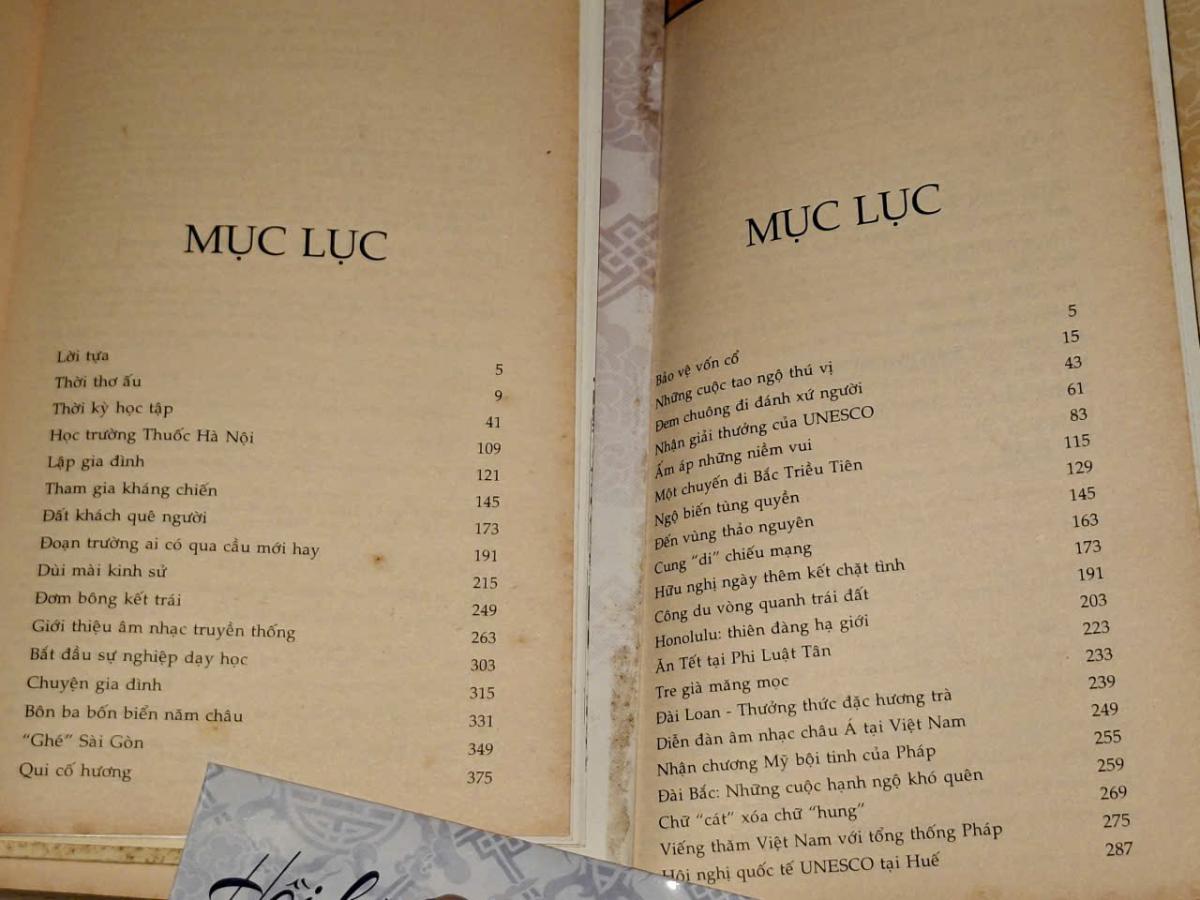 MỤC LỤC
Lời tựa 5
Thời thơ ấu 9
Thời kỳ học tập 41
Học trường Thuốc Hà Nội 109
Lập gia đình 121
Tham gia kháng chiến 145
Đất khách quê người 173
Đoạn trường ai có qua cầu mới hay 191
Dùi mài kinh sử 215
Đơm bông kết trái 249
Giới thiệu âm nhạc truyền thống 263
Bắt đầu sự nghiệp dạy học 303
Chuyện gia đình 315
Bôn ba bốn biển năm châu 331
“Ghé” Sài Gòn 349
Qui cố hương 375
MỤC LỤC
Bảo vệ vốn cổ 5
Những cuộc tao ngộ thú vị 15
Đem chuông đi đánh xứ người 43
Nhận giải thưởng của UNESCO 61
Ấm áp những niềm vui 83
Một chuyến đi Bắc Triều Tiên 115
Ngộ biến tùng quyền 129
Đến vùng thảo nguyên 145
Cung “di” chiếu mạng 163
Hữu nghị ngày thêm kết chặt tình 173
Công du vòng quanh trái đất 191
Honolulu: thiên đàng hạ giới 203
Ăn Tết tại Phi Luật Tân 223
Tre già măng mọc 233
Đài Loan - Thưởng thức đặc hương trà 239
Diễn đàn âm nhạc châu Á tại Việt Nam 249
Nhận chương Mỹ bội tinh của Pháp 255
Đài Bắc: Những cuộc hạnh ngộ khó quên 259
Chữ “cát” xóa chữ “hung” 269
Viếng thăm Việt Nam với tổng thống Pháp 275
Hội nghị quốc tế UNESCO tại Huế 287
Hồi